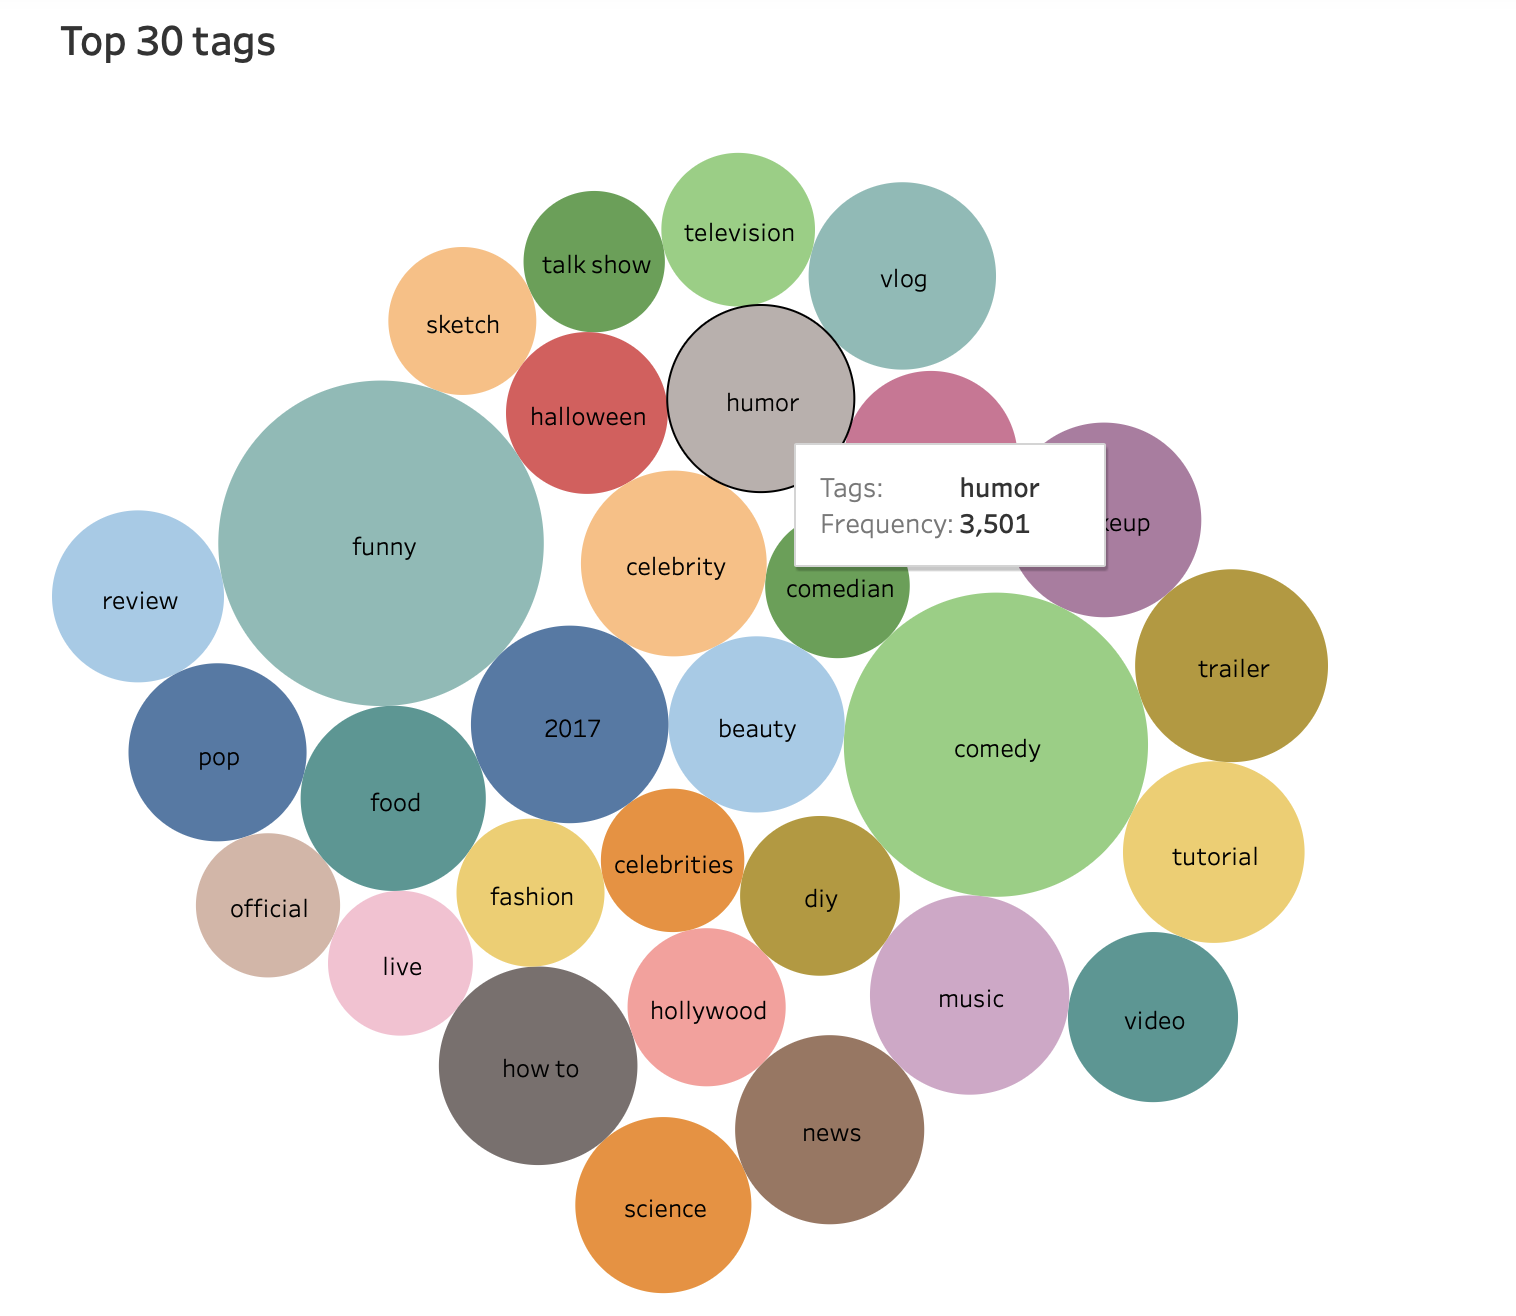 Top 30 tags
television
talk show
vlog
sketch
humor
halloween
Tags: humor
Frequency: 3,501
keup
funny
celebrity
comedian
review
trailer
2017
beauty
comedy
pop
food
tutorial
celebrities
fashion
diy
official
live
hollywood
music
video
how to
news
science